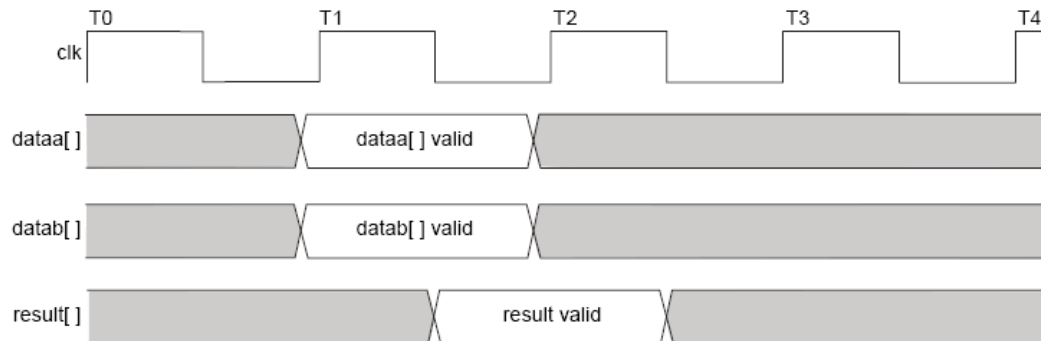 T0 T1 T2 T3 T4
clk
dataa[ ] dataa[ ] valid
datab[ ] datab[ ] valid
result[ ] result valid